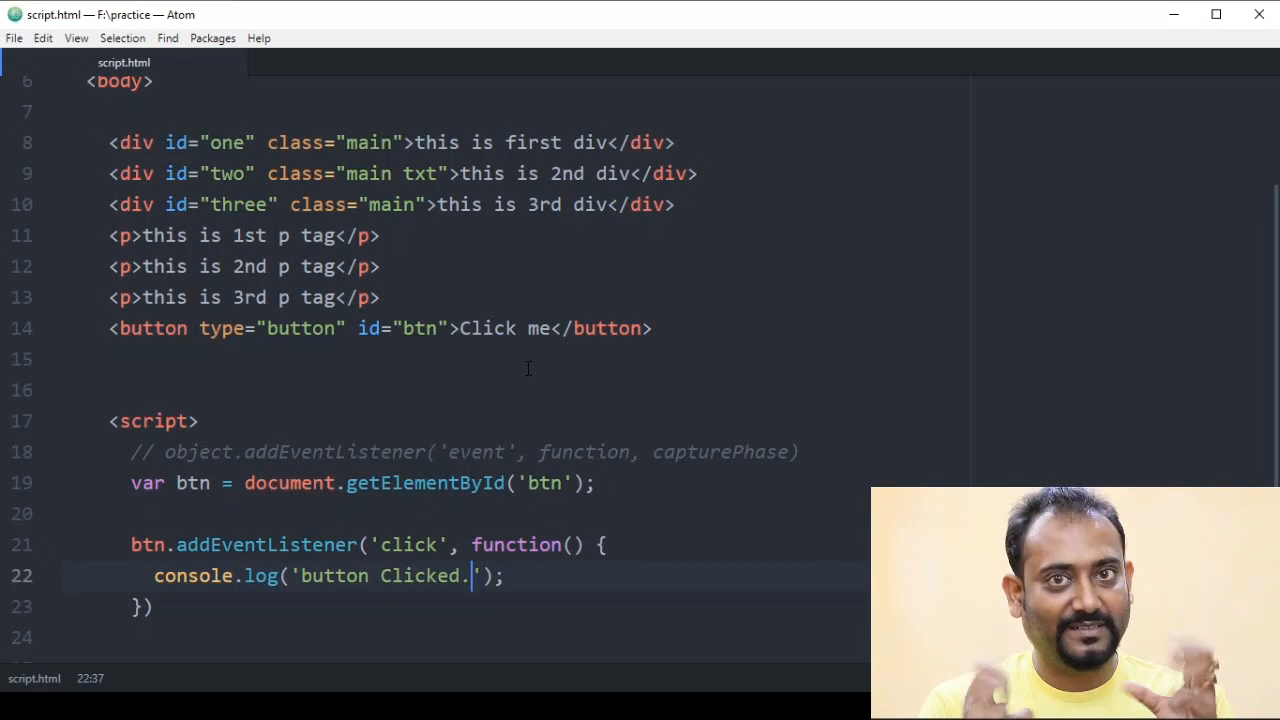 script.html — F:\practice — Atom
File Edit View Selection Find Packages Help
script.html
6 <body>
7
8 <div id="one" class="main">this is first div</div>
9 <div id="two" class="main txt">this is 2nd div</div>
10 <div id="three" class="main">this is 3rd div</div>
11 <p>this is 1st p tag</p>
12 <p>this is 2nd p tag</p>
13 <p>this is 3rd p tag</p>
14 <button type="button" id="btn">Click me</button>
15
16
17 <script>
18 // object.addEventListener('event', function, capturePhase)
19 var btn = document.getElementById('btn');
20
21 btn.addEventListener('click', function() {
22 console.log('button Clicked.');
23 })
24
script.html 22:37